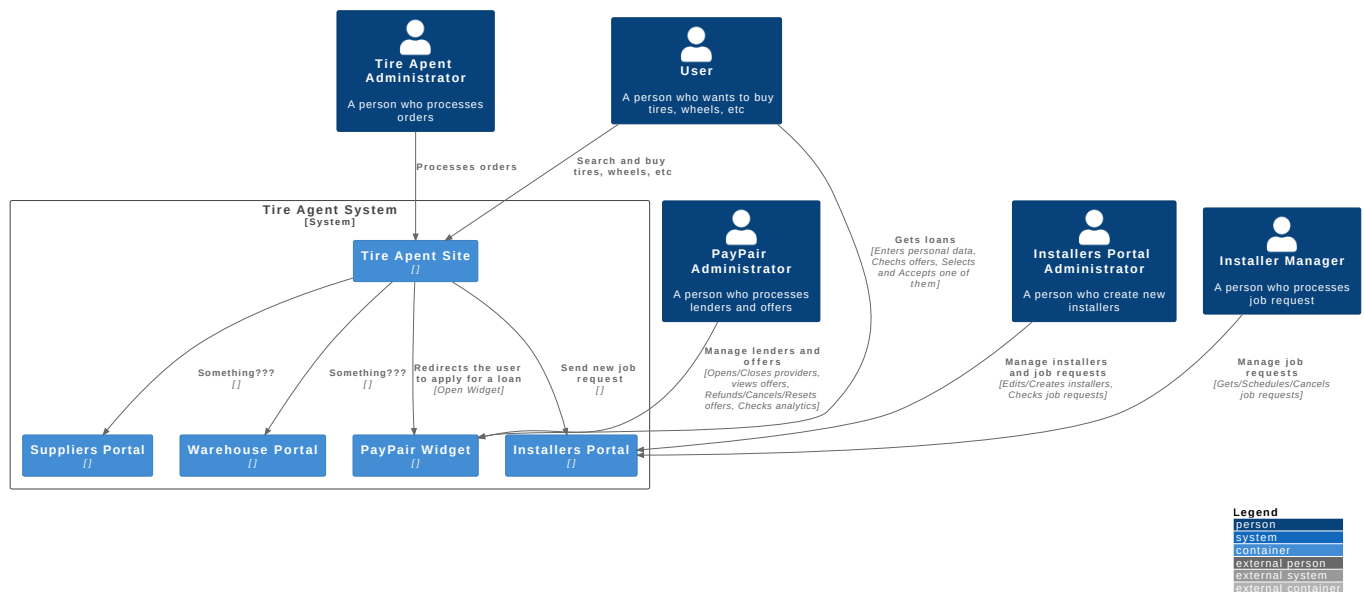 Tire Apent
Administrator
A person who processes
orders
User
A person who wants to buy
tires, wheels, etc
Processes orders
Search and buy
tires, wheels, etc
Tire Agent System
[System]
Tire Agent Site
[ ]
PayPair
Administrator
A person who processes
lenders and offers
Gets loans
[Enters personal data,
Chechs offers, Selects
and Accepts one of
them]
Installers Portal
Administrator
A person who create new
installers
Installer Manager
A person who processes
job request
Something???
[ ]
Something???
[ ]
Redirects the user
to apply for a loan
[Open Widget]
Send new job
request
[ ]
Manage lenders and
offers
[Opens/Closes providers,
views offers,
Refunds/Cancels/Resets
offers, Checks analytics]
Manage installers
and job requests
[Edits/Creates installers,
Checks job requests]
Manage job
requests
[Gets/Schedules/Cancels
job requests]
Suppliers Portal
[ ]
Warehouse Portal
[ ]
PayPair Widget
[ ]
Installers Portal
[ ]
Legend
person
system
container
external person
external system
external container